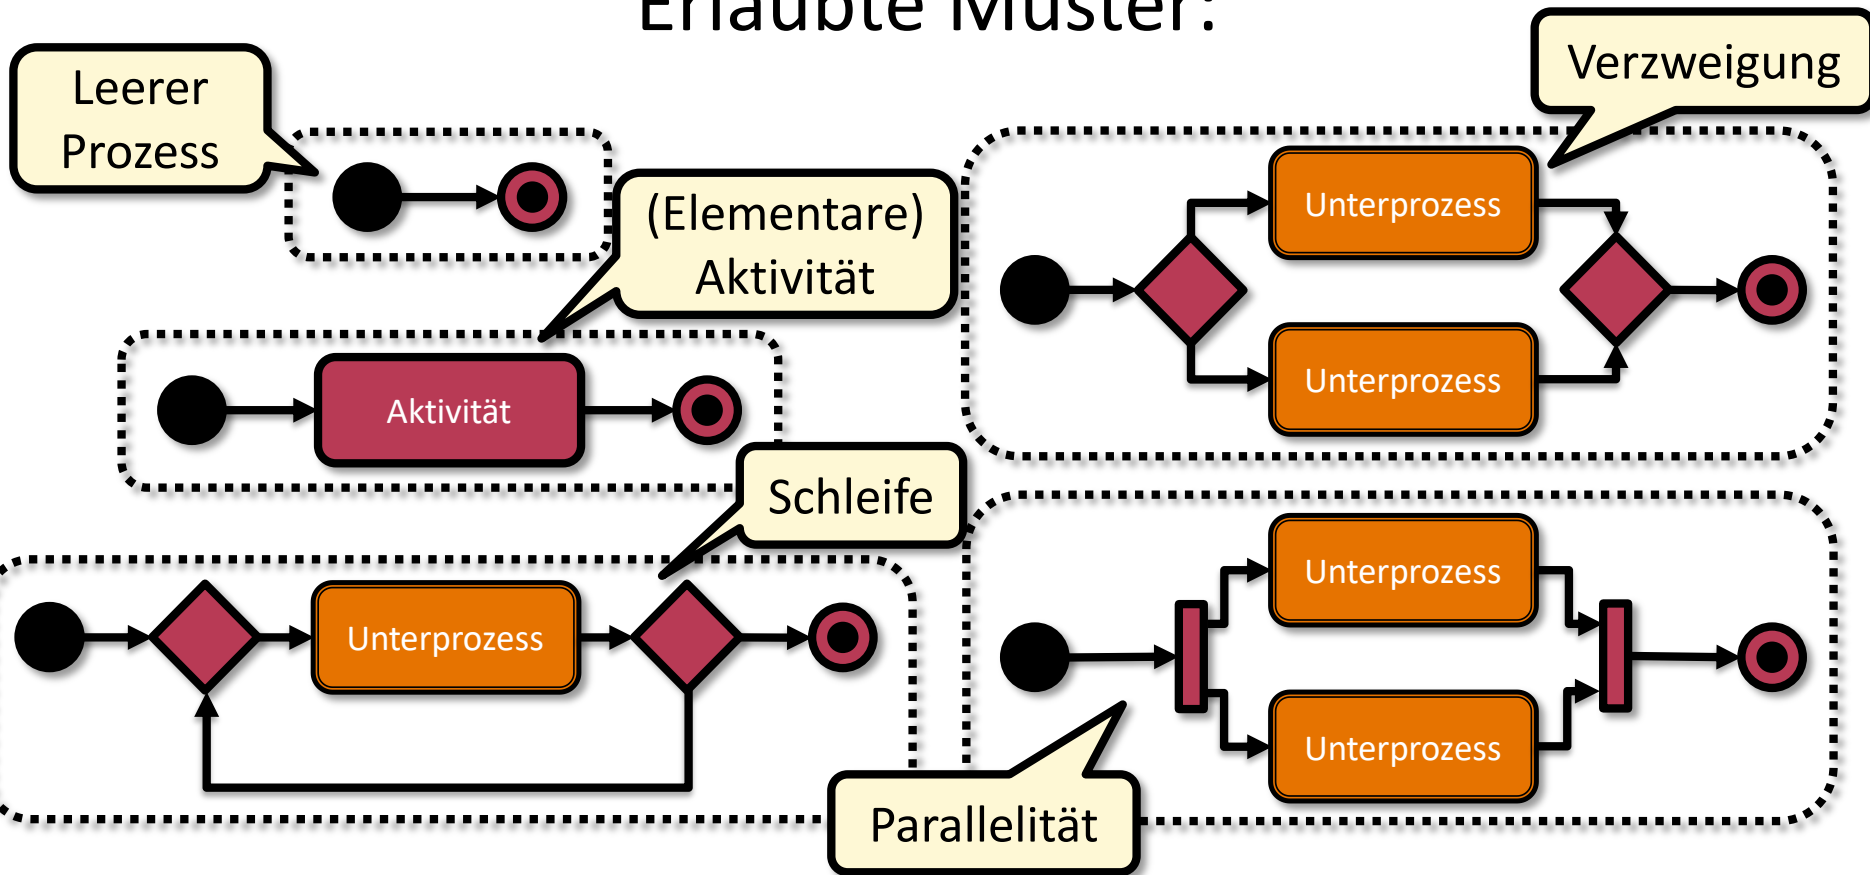 Erlaubte Muster:
Leerer
Prozess
(Elementare)
Aktivität
Aktivität
Schleife
Unterprozess
Verzweigung
Unterprozess
Unterprozess
Unterprozess
Unterprozess
Parallelität